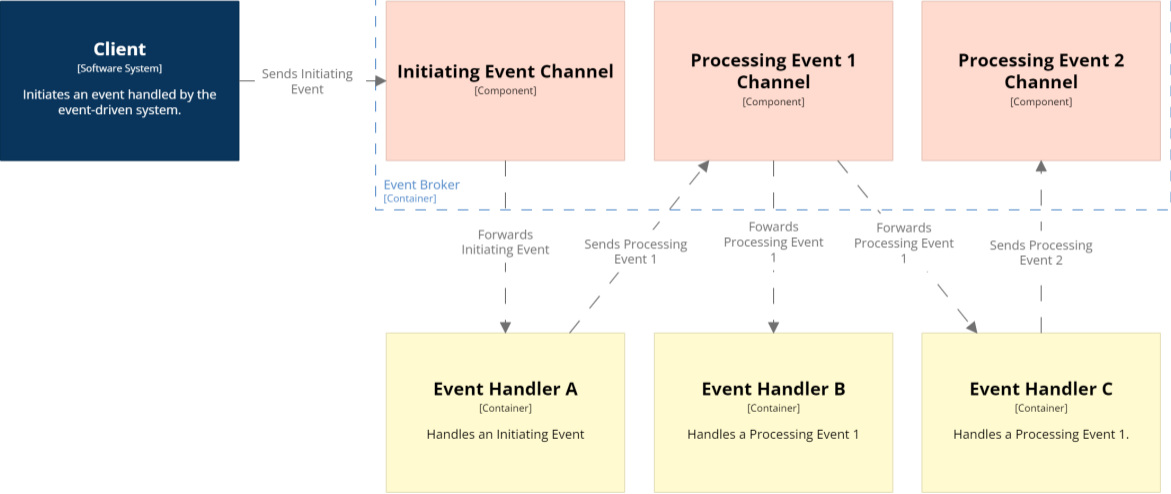 Client
[Software System]
Initiates an event handled by the
event-driven system.
Sends Initiating
Event
Initiating Event Channel
[Component]
Processing Event 1
Channel
[Component]
Processing Event 2
Channel
[Component]
Event Broker
[Container]
Forwards
Initiating Event
Sends Processing
Event 1
Fowards
Processing Event
1
Forwards
Processing Event
1
Sends Processing
Event 2
Event Handler A
[Container]
Handles an Initiating Event
Event Handler B
[Container]
Handles a Processing Event 1
Event Handler C
[Container]
Handles a Processing Event 1.